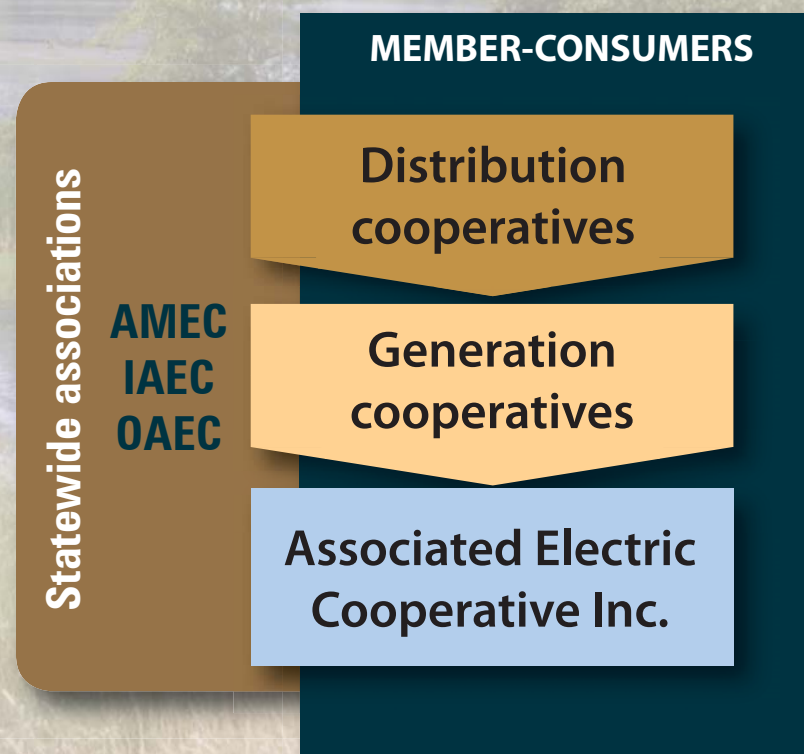 MEMBER-CONSUMERS
Statewide associations
AMEC
IAEC
OAEC
Distribution
cooperatives
Generation
cooperatives
Associated Electric
Cooperative Inc.